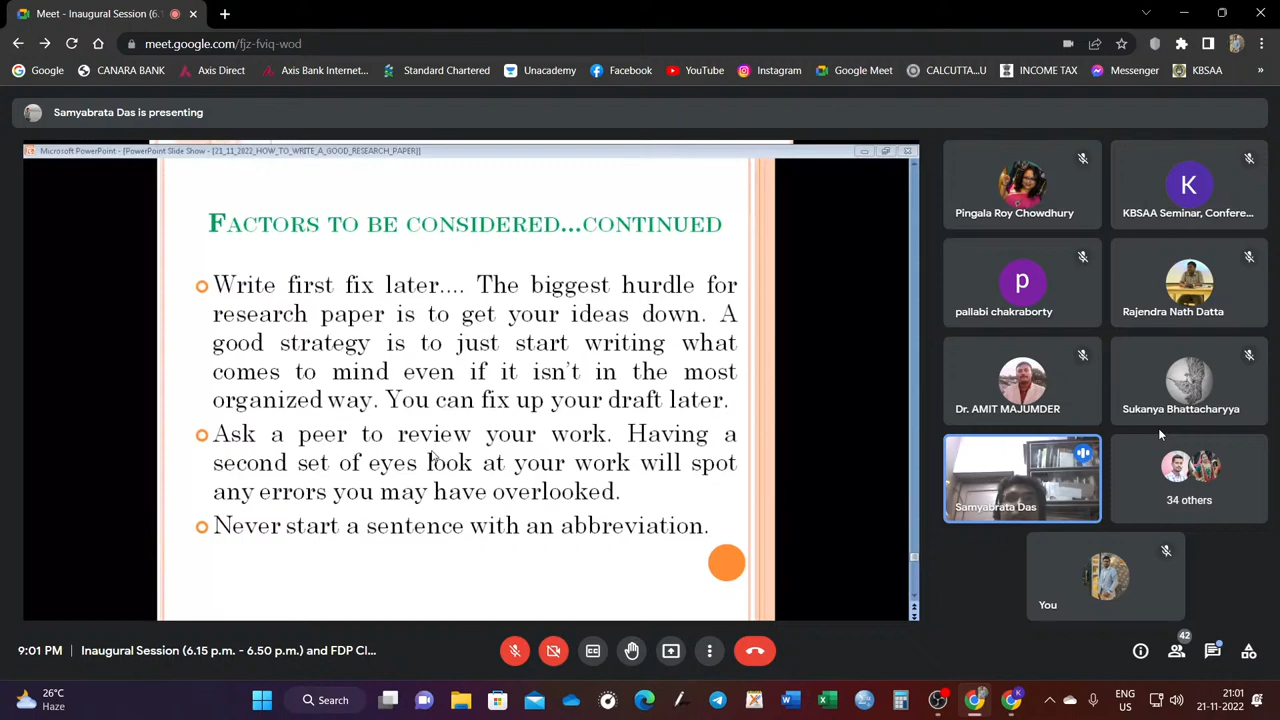 Meet - Inaugural Session (6.1
meet.google.com/fjz-fviq-wod
Google
CANARA BANK
Axis Direct
Axis Bank Internet...
Standard Chartered
Unacademy
Facebook
YouTube
Instagram
Google Meet
CALCUTTA...U
INCOME TAX
Messenger
KBSAA
»
Samyabrata Das is presenting
Microsoft PowerPoint - [PowerPoint Slide Show - [21_11_2022_HOW_TO_WRITE_A_GOOD_RESEARCH_PAPER]]
FACTORS TO BE CONSIDERED...CONTINUED
Write first fix later.... The biggest hurdle for
research paper is to get your ideas down. A
good strategy is to just start writing what
comes to mind even if it isn't in the most
organized way. You can fix up your draft later.
Ask a peer to review your work. Having a
second set of eyes look at your work will spot
any errors you may have overlooked.
Never start a sentence with an abbreviation.
Pingala Roy Chowdhury
K
KBSAA Seminar, Confere...
p
pallabi chakraborty
Rajendra Nath Datta
Dr. AMIT MAJUMDER
Sukanya Bhattacharyya
Samyabrata Das
34 others
You
9:01 PM
Inaugural Session (6.15 p.m. - 6.50 p.m.) and FDP Cl...
42
26°C
Haze
Search
ENG
US
21:01
21-11-2022